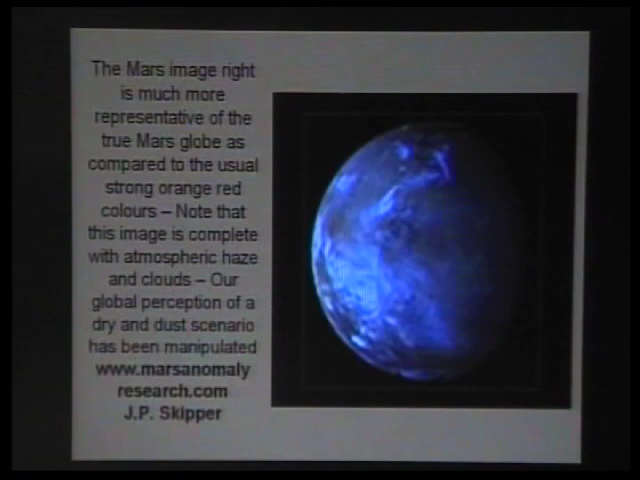 The Mars image right
is much more
representative of the
true Mars globe as
compared to the usual
strong orange red
colours – Note that
this image is complete
with atmospheric haze
and clouds – Our
global perception of a
dry and dust scenario
has been manipulated
www.marsanomaly
research.com
J.P. Skipper